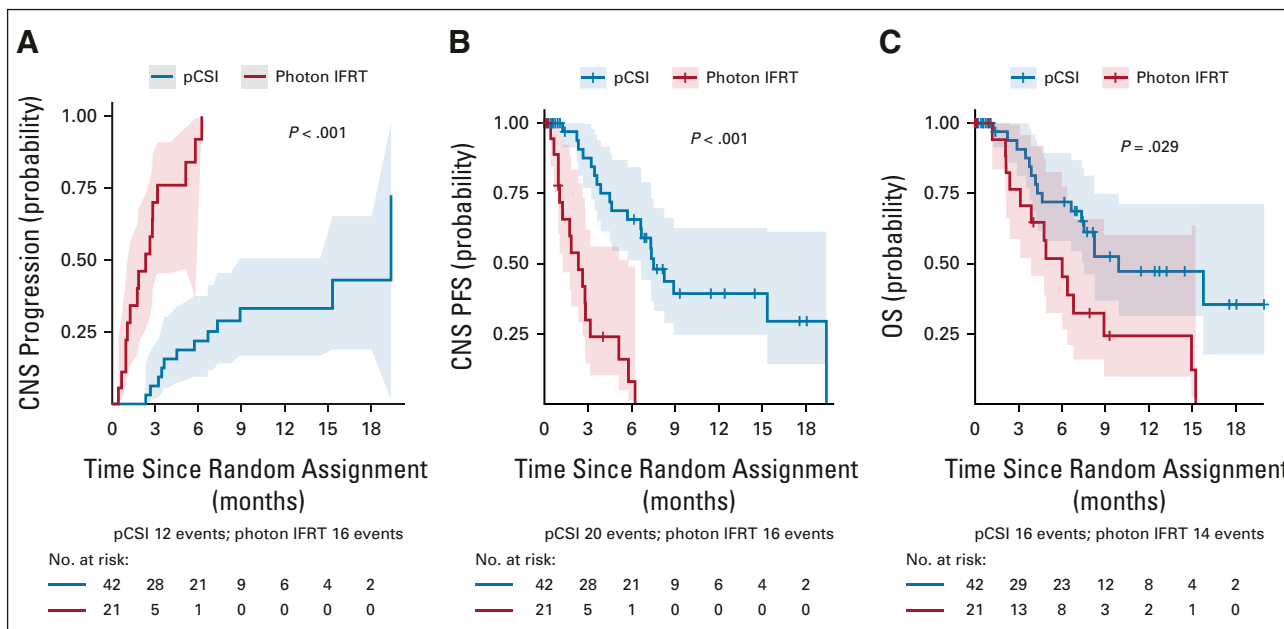 A
pCSI Photon IFRT
CNS Progression (probability)
1.00
0.75
0.50
0.25
P < .001
0 3 6 9 12 15 18
Time Since Random Assignment
(months)
pCSI 12 events; photon IFRT 16 events
No. at risk:
42 28 21 9 6 4 2
21 5 1 0 0 0 0
B
pCSI Photon IFRT
CNS PFS (probability)
1.00
0.75
0.50
0.25
P < .001
0 3 6 9 12 15 18
Time Since Random Assignment
(months)
pCSI 20 events; photon IFRT 16 events
No. at risk:
42 28 21 9 6 4 2
21 5 1 0 0 0 0
C
pCSI Photon IFRT
OS (probability)
1.00
0.75
0.50
0.25
P = .029
0 3 6 9 12 15 18
Time Since Random Assignment
(months)
pCSI 16 events; photon IFRT 14 events
No. at risk:
42 29 23 12 8 4 2
21 13 8 3 2 1 0